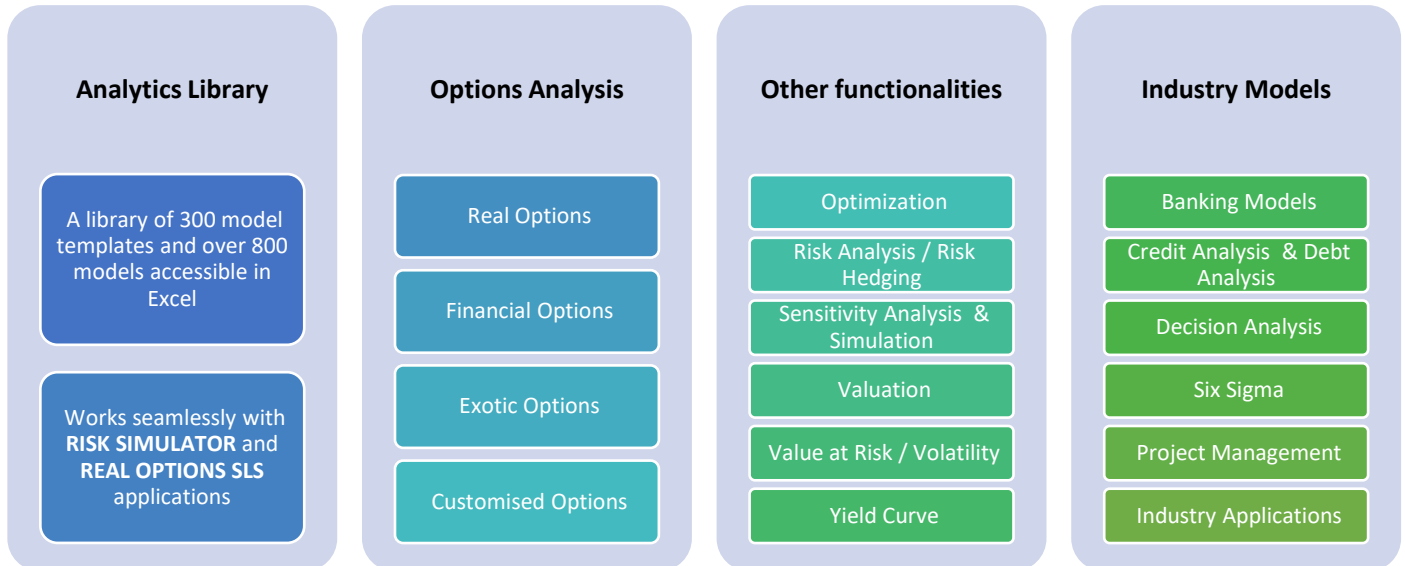 Analytics Library
A library of 300 model
templates and over 800
models accessible in
Excel
Works seamlessly with
RISK SIMULATOR and
REAL OPTIONS SLS
applications
Options Analysis
Real Options
Financial Options
Exotic Options
Customised Options
Other functionalities
Optimization
Risk Analysis / Risk
Hedging
Sensitivity Analysis &
Simulation
Valuation
Value at Risk / Volatility
Yield Curve
Industry Models
Banking Models
Credit Analysis & Debt
Analysis
Decision Analysis
Six Sigma
Project Management
Industry Applications